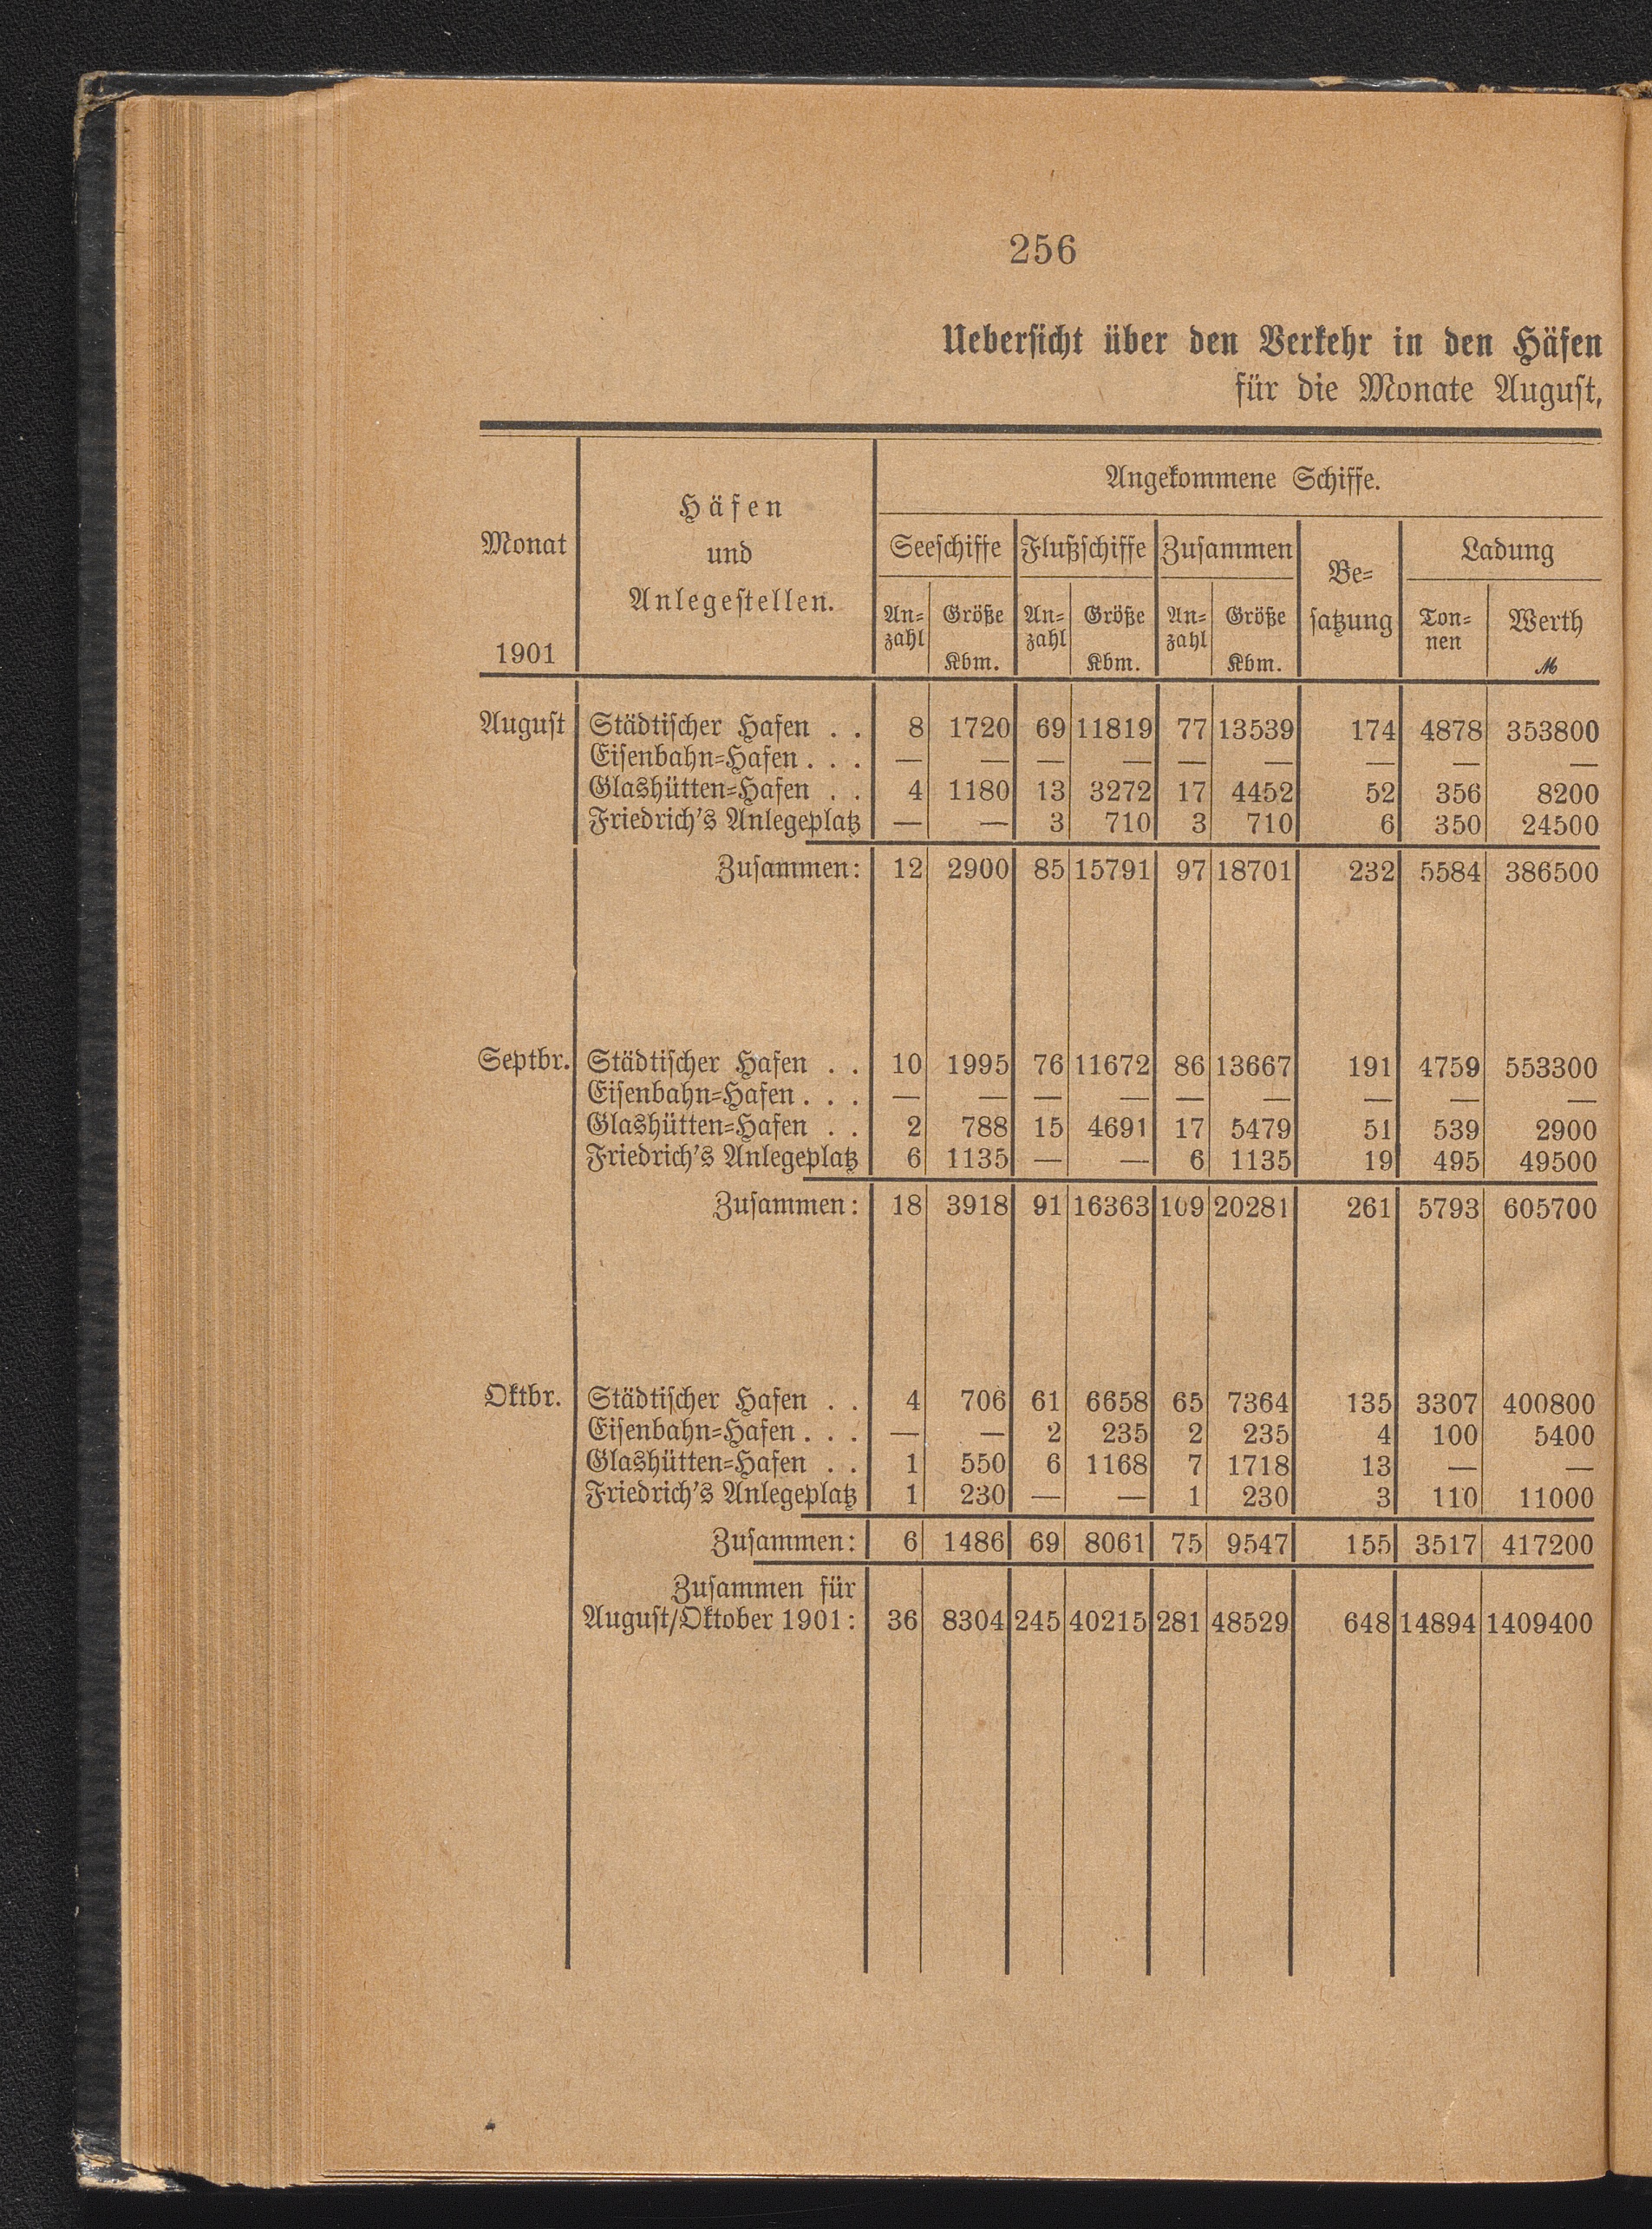 256
Uebersicht über den Verkehr in den Häfen
für die Monate August,
Monat
1901
Häfen
und
Anlegestellen.
Angekommene Schiffe.
Seeschiffe Flußschiffe Zusammen Be=satzung Ladung
An=zahl Größe Kbm. An=zahl Größe Kbm. An=zahl Größe Kbm. Ton=nen Werth ℳ
August Städtischer Hafen . . 8 1720 69 11819 77 13539 174 4878 353800
Eisenbahn=Hafen . . . — — — — — — — — —
Glashütten=Hafen . . 4 1180 13 3272 17 4452 52 356 8200
Friedrich's Anlegeplatz — — 3 710 3 710 6 350 24500
Zusammen: 12 2900 85 15791 97 18701 232 5584 386500
Septbr. Städtischer Hafen . . 10 1995 76 11672 86 13667 191 4759 553300
Eisenbahn=Hafen . . . — — — — — — — — —
Glashütten=Hafen . . 2 788 15 4691 17 5479 51 539 2900
Friedrich's Anlegeplatz 6 1135 — — 6 1135 19 495 49500
Zusammen: 18 3918 91 16363 109 20281 261 5793 605700
Oktbr. Städtischer Hafen . . 4 706 61 6658 65 7364 135 3307 400800
Eisenbahn=Hafen . . . — — 2 235 2 235 4 100 5400
Glashütten=Hafen . . 1 550 6 1168 7 1718 13 — —
Friedrich's Anlegeplatz 1 230 — — 1 230 3 110 11000
Zusammen: 6 1486 69 8061 75 9547 155 3517 417200
Zusammen für
August/Oktober 1901: 36 8304 245 40215 281 48529 648 14894 1409400